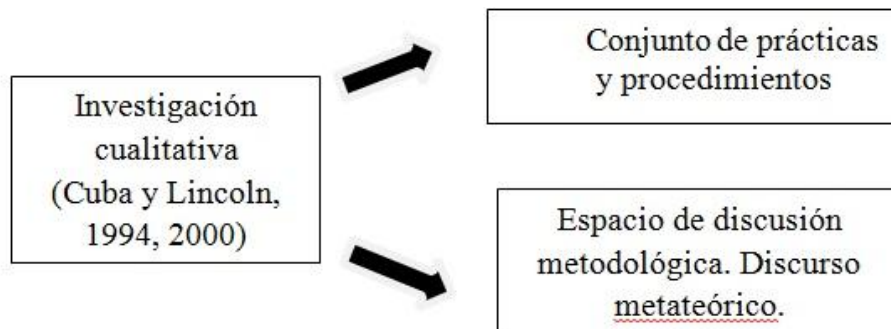 Investigación
cualitativa
(Cuba y Lincoln,
1994, 2000)
Conjunto de prácticas
y procedimientos
Espacio de discusión
metodológica. Discurso
metateórico.